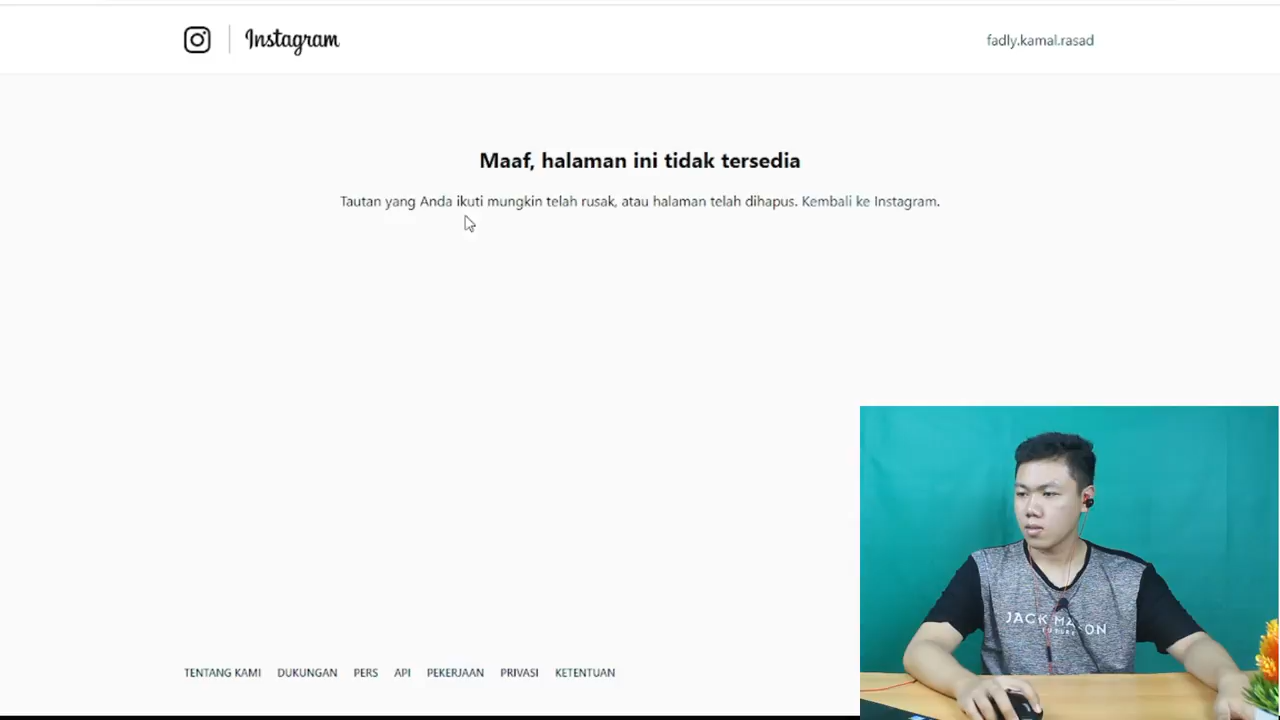 Instagram
fadly.kamal.rasad
Maaf, halaman ini tidak tersedia
Tautan yang Anda ikuti mungkin telah rusak, atau halaman telah dihapus. Kembali ke Instagram.
JACK
TENTANG KAMI DUKUNGAN PERS API PEKERJAAN PRIVASI KETENTUAN